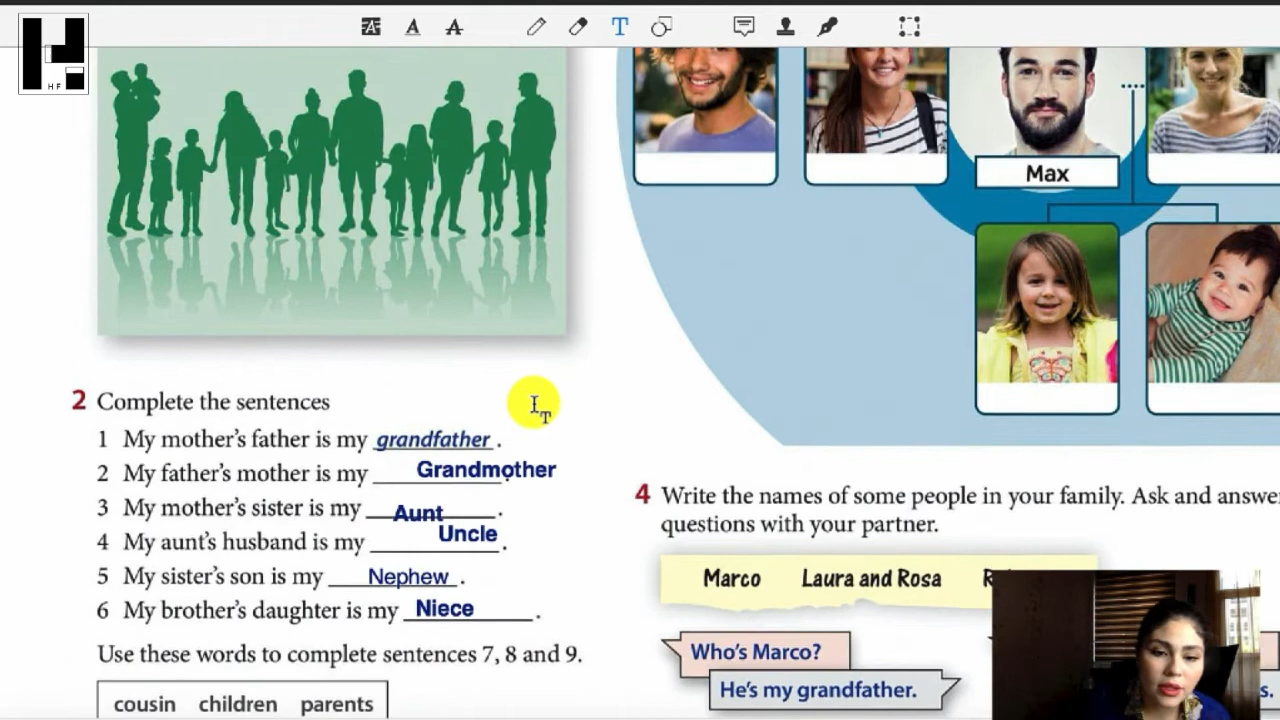 HF
Max
2 Complete the sentences
1 My mother's father is my grandfather.
2 My father's mother is my Grandmother.
3 My mother's sister is my Aunt.
4 My aunt's husband is my Uncle.
5 My sister's son is my Nephew.
6 My brother's daughter is my Niece.
Use these words to complete sentences 7, 8 and 9.
cousin children parents
4 Write the names of some people in your family. Ask and
questions with your partner.
Marco Laura and Rosa
Who's Marco?
He's my grandfather.